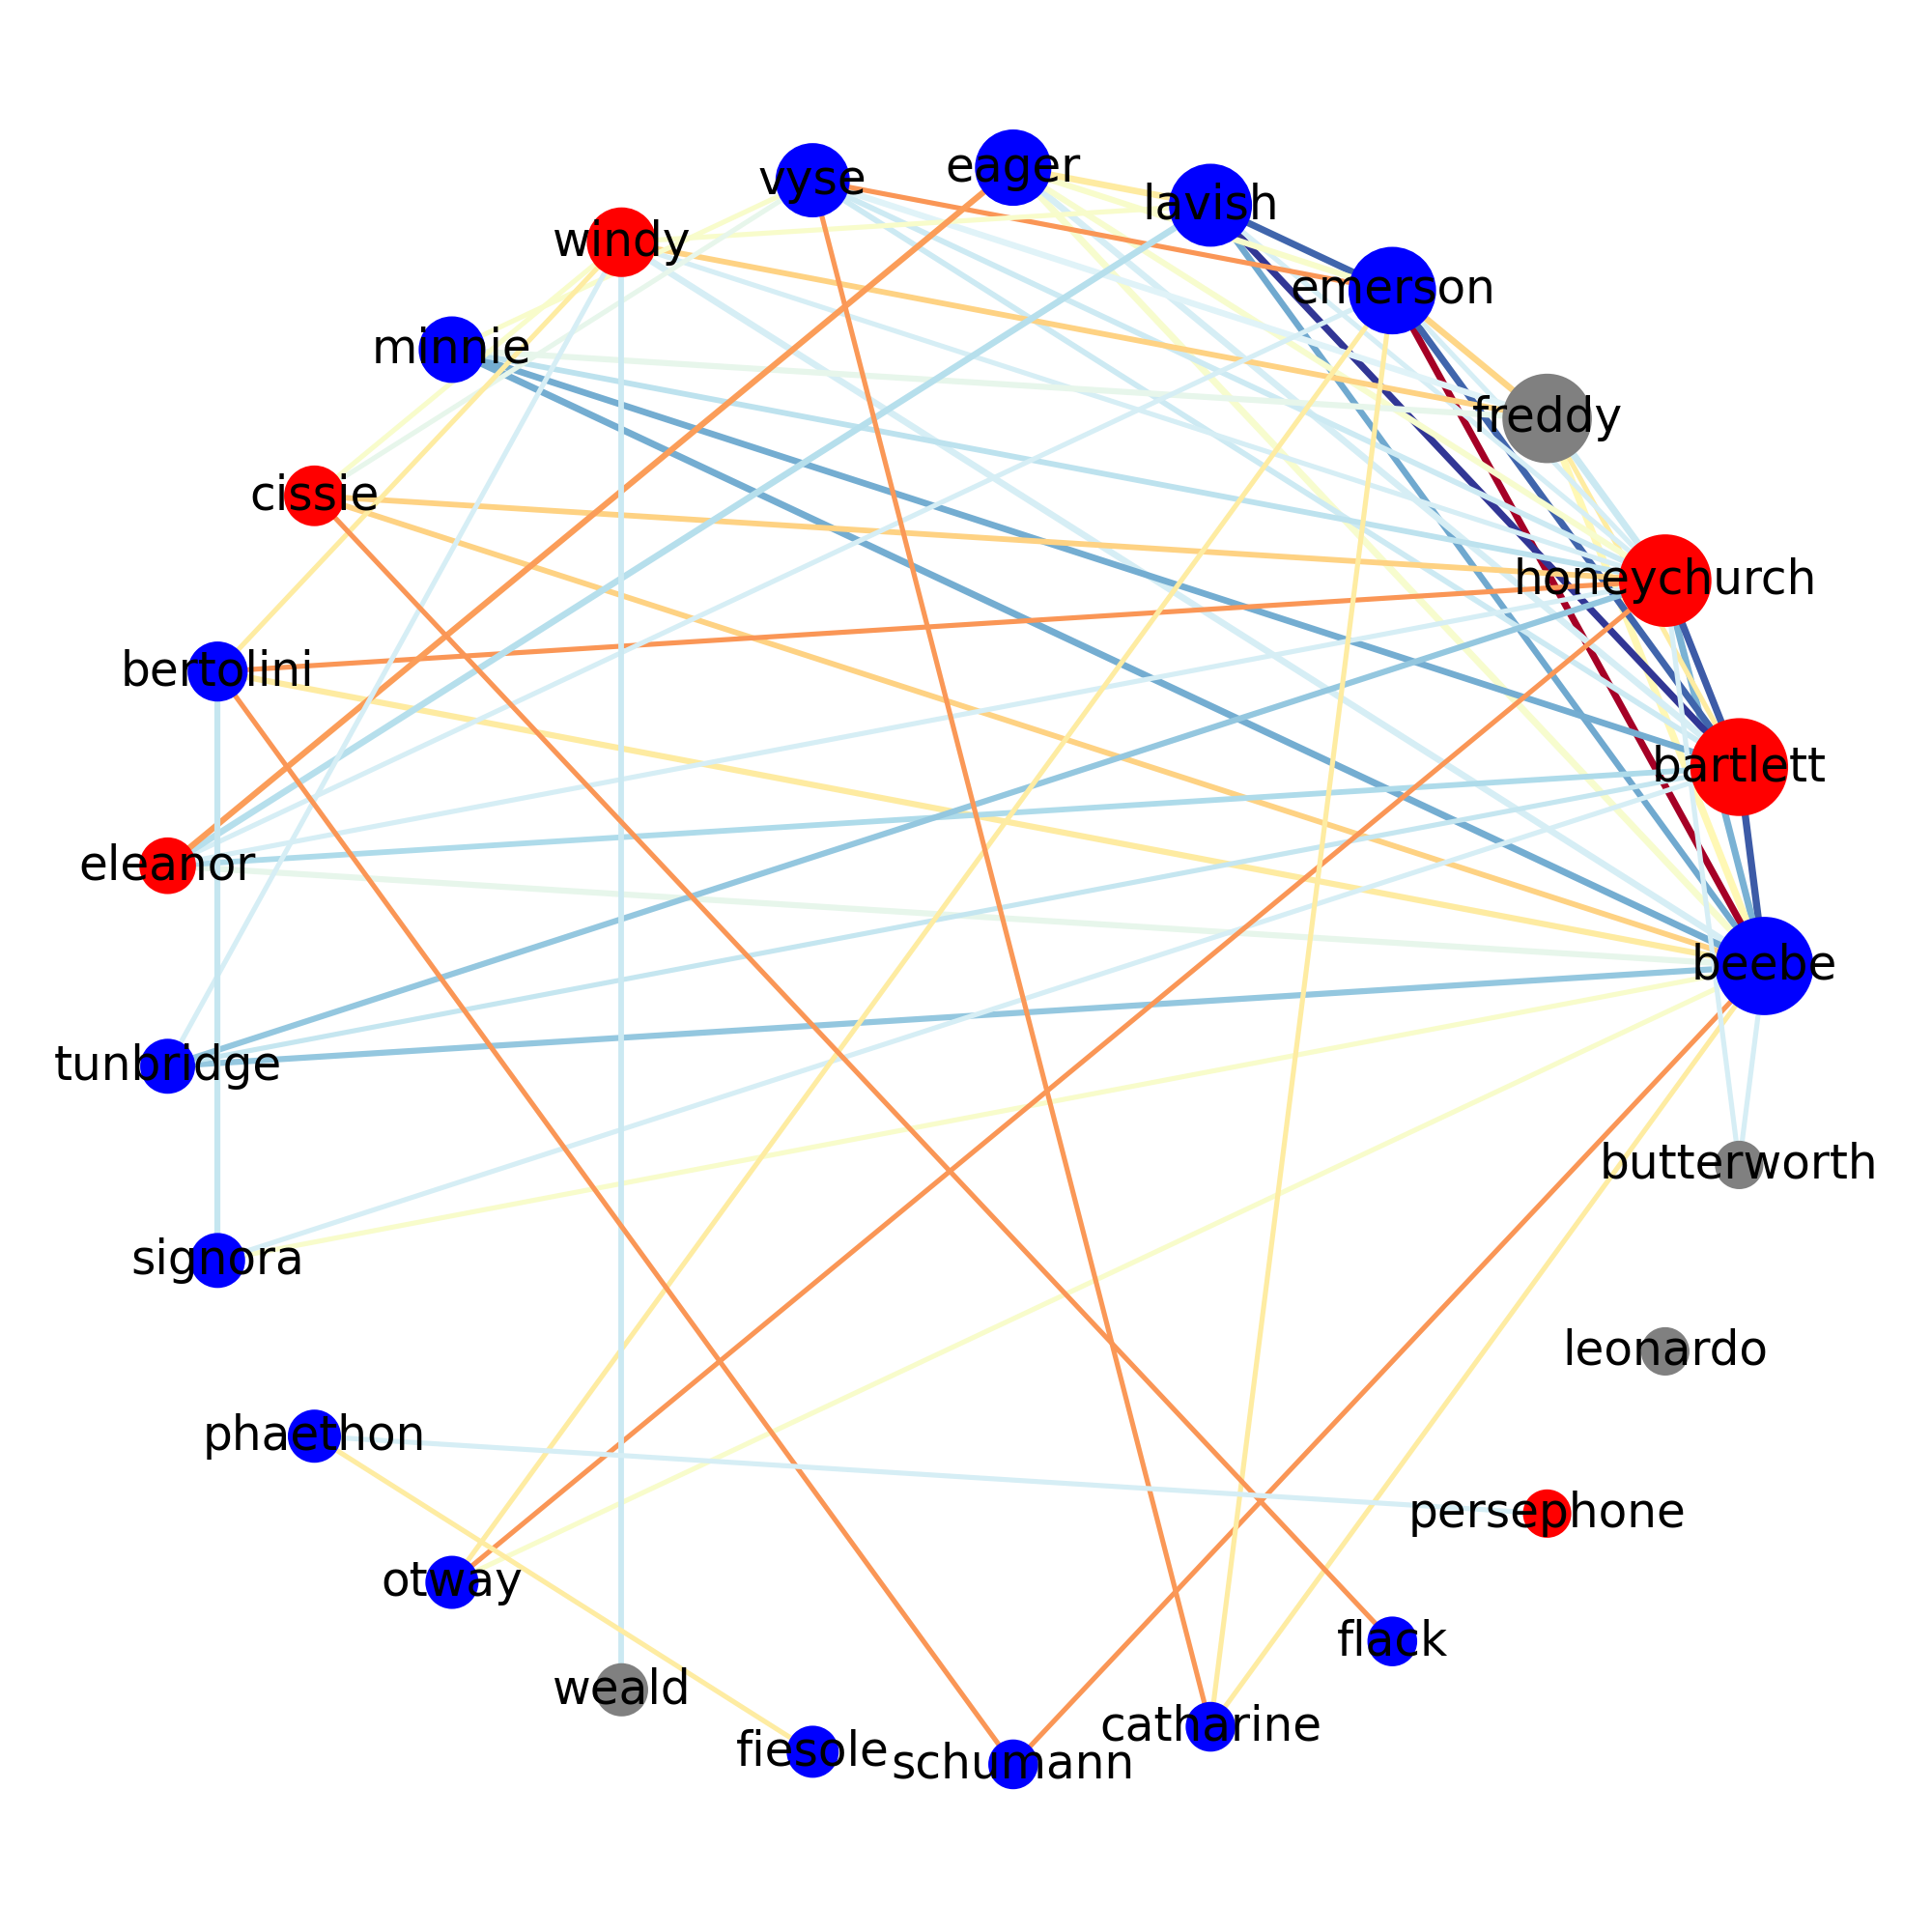 eager
vyse
lavish
windy
emerson
minnie
freddy
cissie
honeychurch
bertolini
bartlett
eleanor
beebe
tunbridge
butterworth
signora
leonardo
phaethon
persephone
otway
flack
weald
catharine
fiesole
schumann